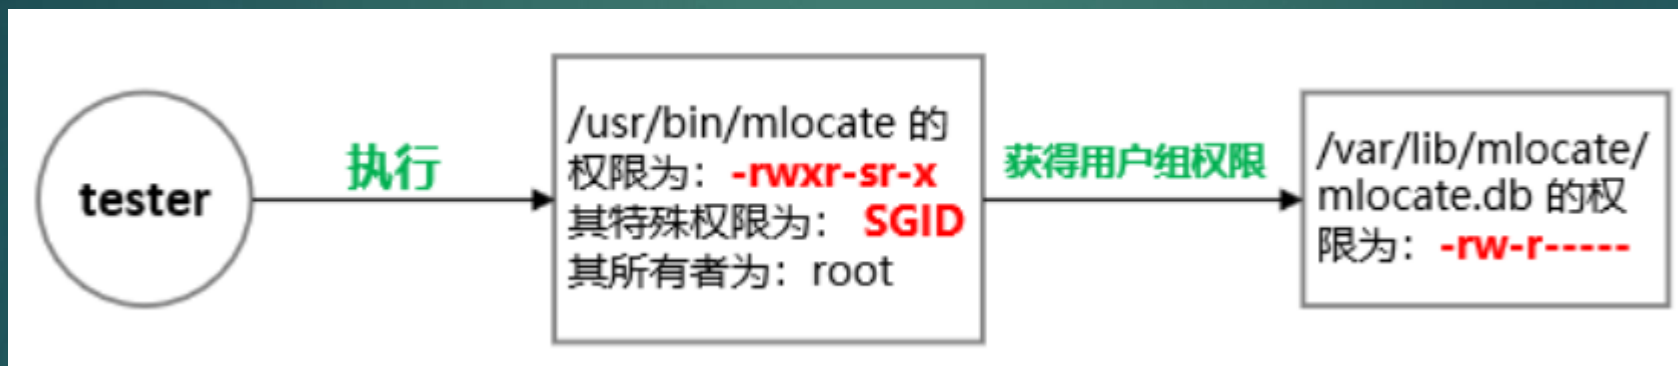 tester
执行
/usr/bin/mlocate 的
权限为：-rwxr-sr-x
其特殊权限为： SGID
其所有者为：root
获得用户组权限
/var/lib/mlocate/
mlocate.db 的权
限为：-rw-r-----